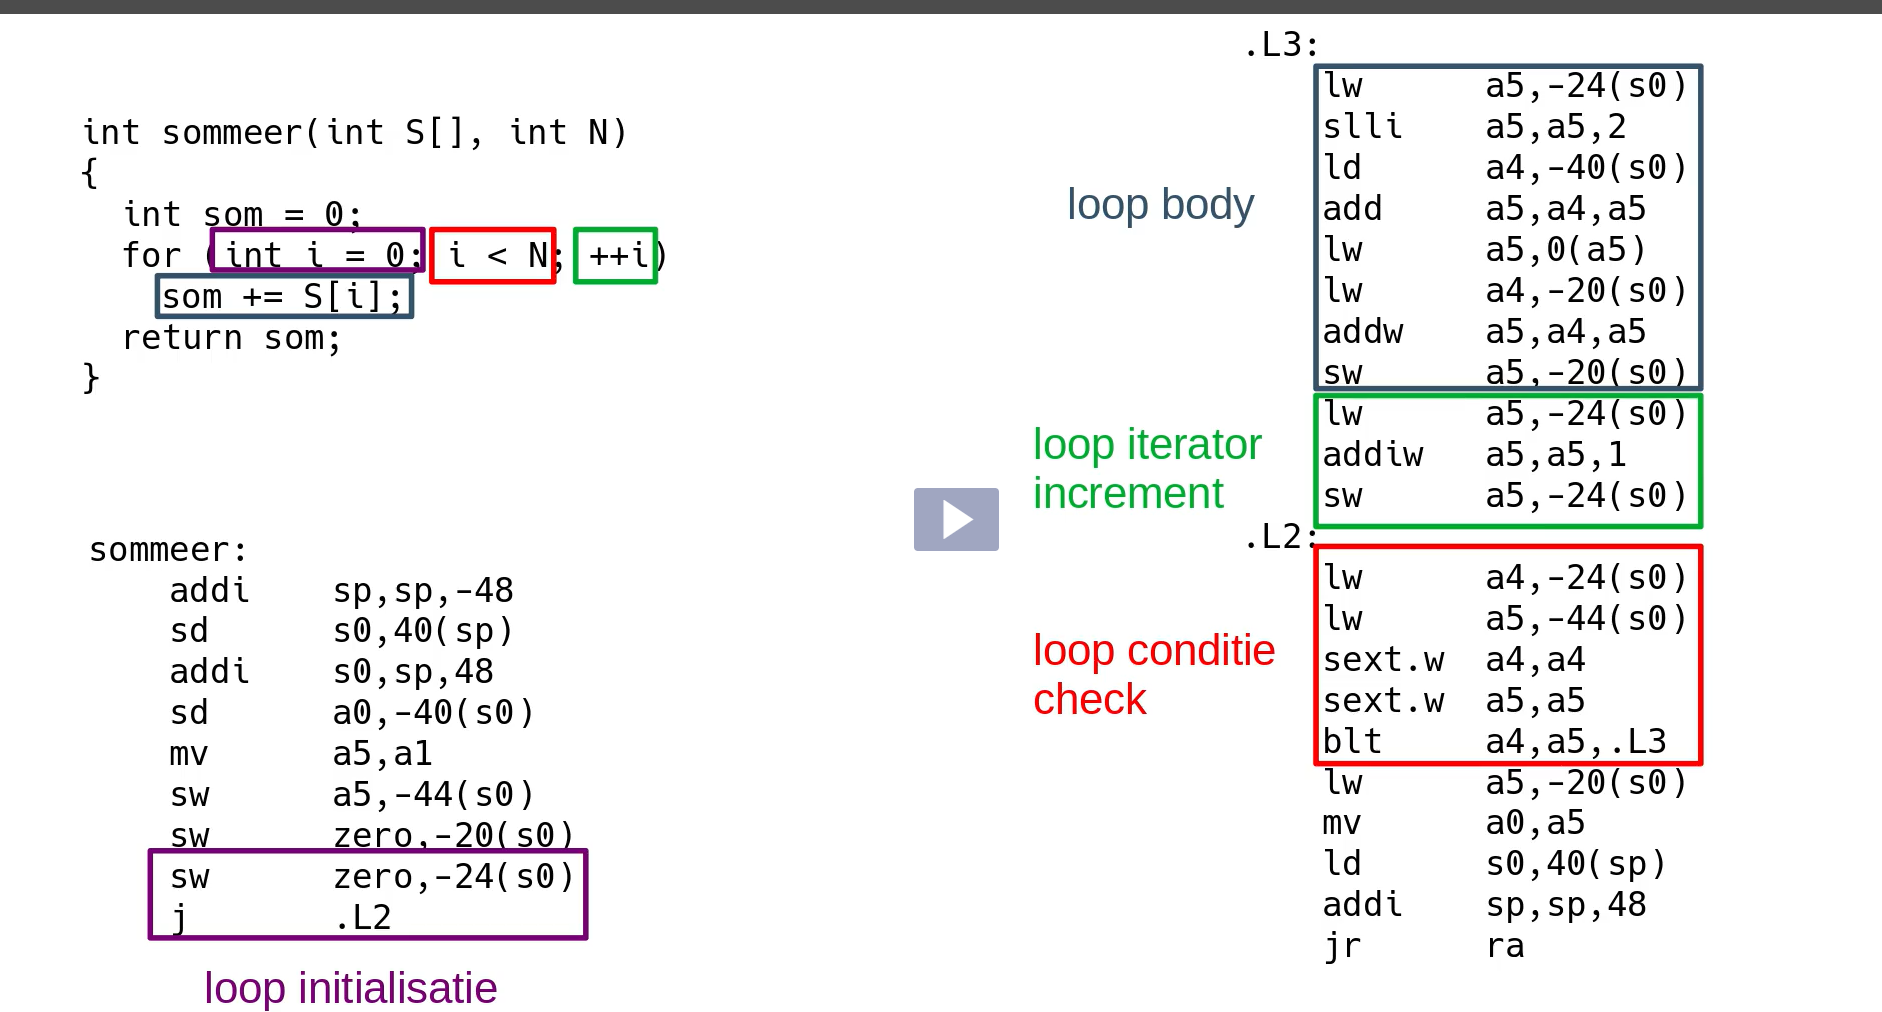 int sommeer(int S[], int N)
{
  int som = 0;
  for (int i = 0; i < N; ++i)
    som += S[i];
  return som;
}
sommeer:
    addi    sp,sp,-48
    sd      s0,40(sp)
    addi    s0,sp,48
    sd      a0,-40(s0)
    mv      a5,a1
    sw      a5,-44(s0)
    sw      zero,-20(s0)
    sw      zero,-24(s0)
    j       .L2
loop initialisatie
.L3:
    lw      a5,-24(s0)
    slli    a5,a5,2
    ld      a4,-40(s0)
    add     a5,a4,a5
    lw      a5,0(a5)
    lw      a4,-20(s0)
    addw    a5,a4,a5
    sw      a5,-20(s0)
loop body
    lw      a5,-24(s0)
    addiw   a5,a5,1
    sw      a5,-24(s0)
loop iterator
increment
.L2:
    lw      a4,-24(s0)
    lw      a5,-44(s0)
    sext.w  a4,a4
    sext.w  a5,a5
    blt     a4,a5,.L3
loop conditie
check
    lw      a5,-20(s0)
    mv      a0,a5
    ld      s0,40(sp)
    addi    sp,sp,48
    jr      ra